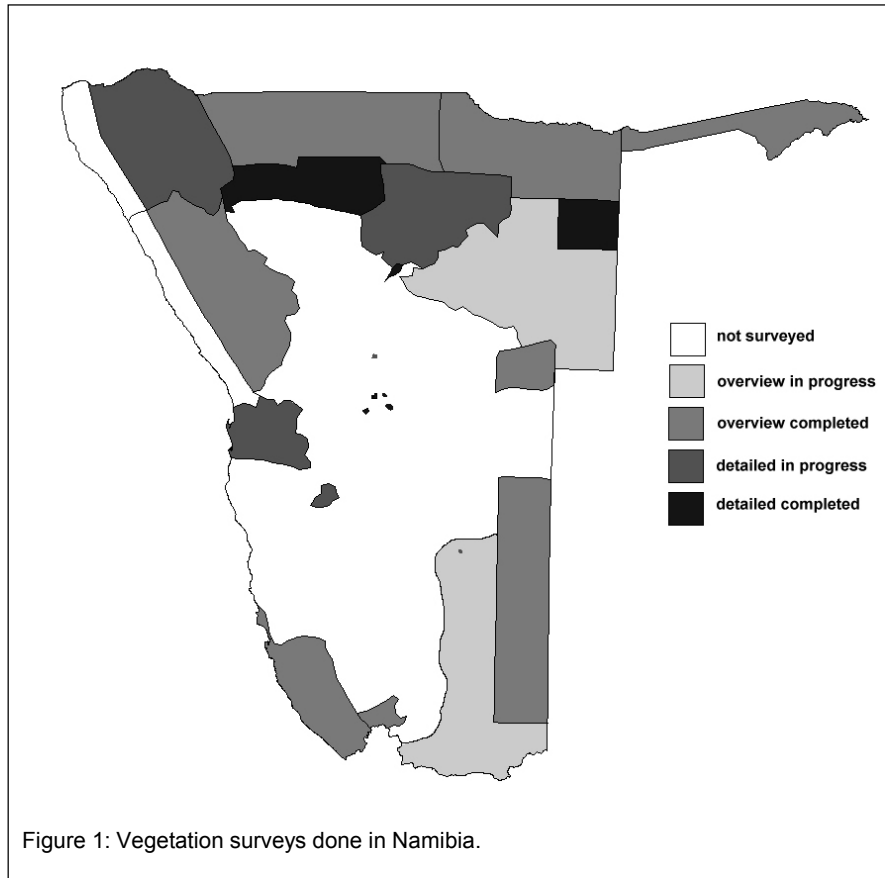 not surveyed
overview in progress
overview completed
detailed in progress
detailed completed
Figure 1: Vegetation surveys done in Namibia.